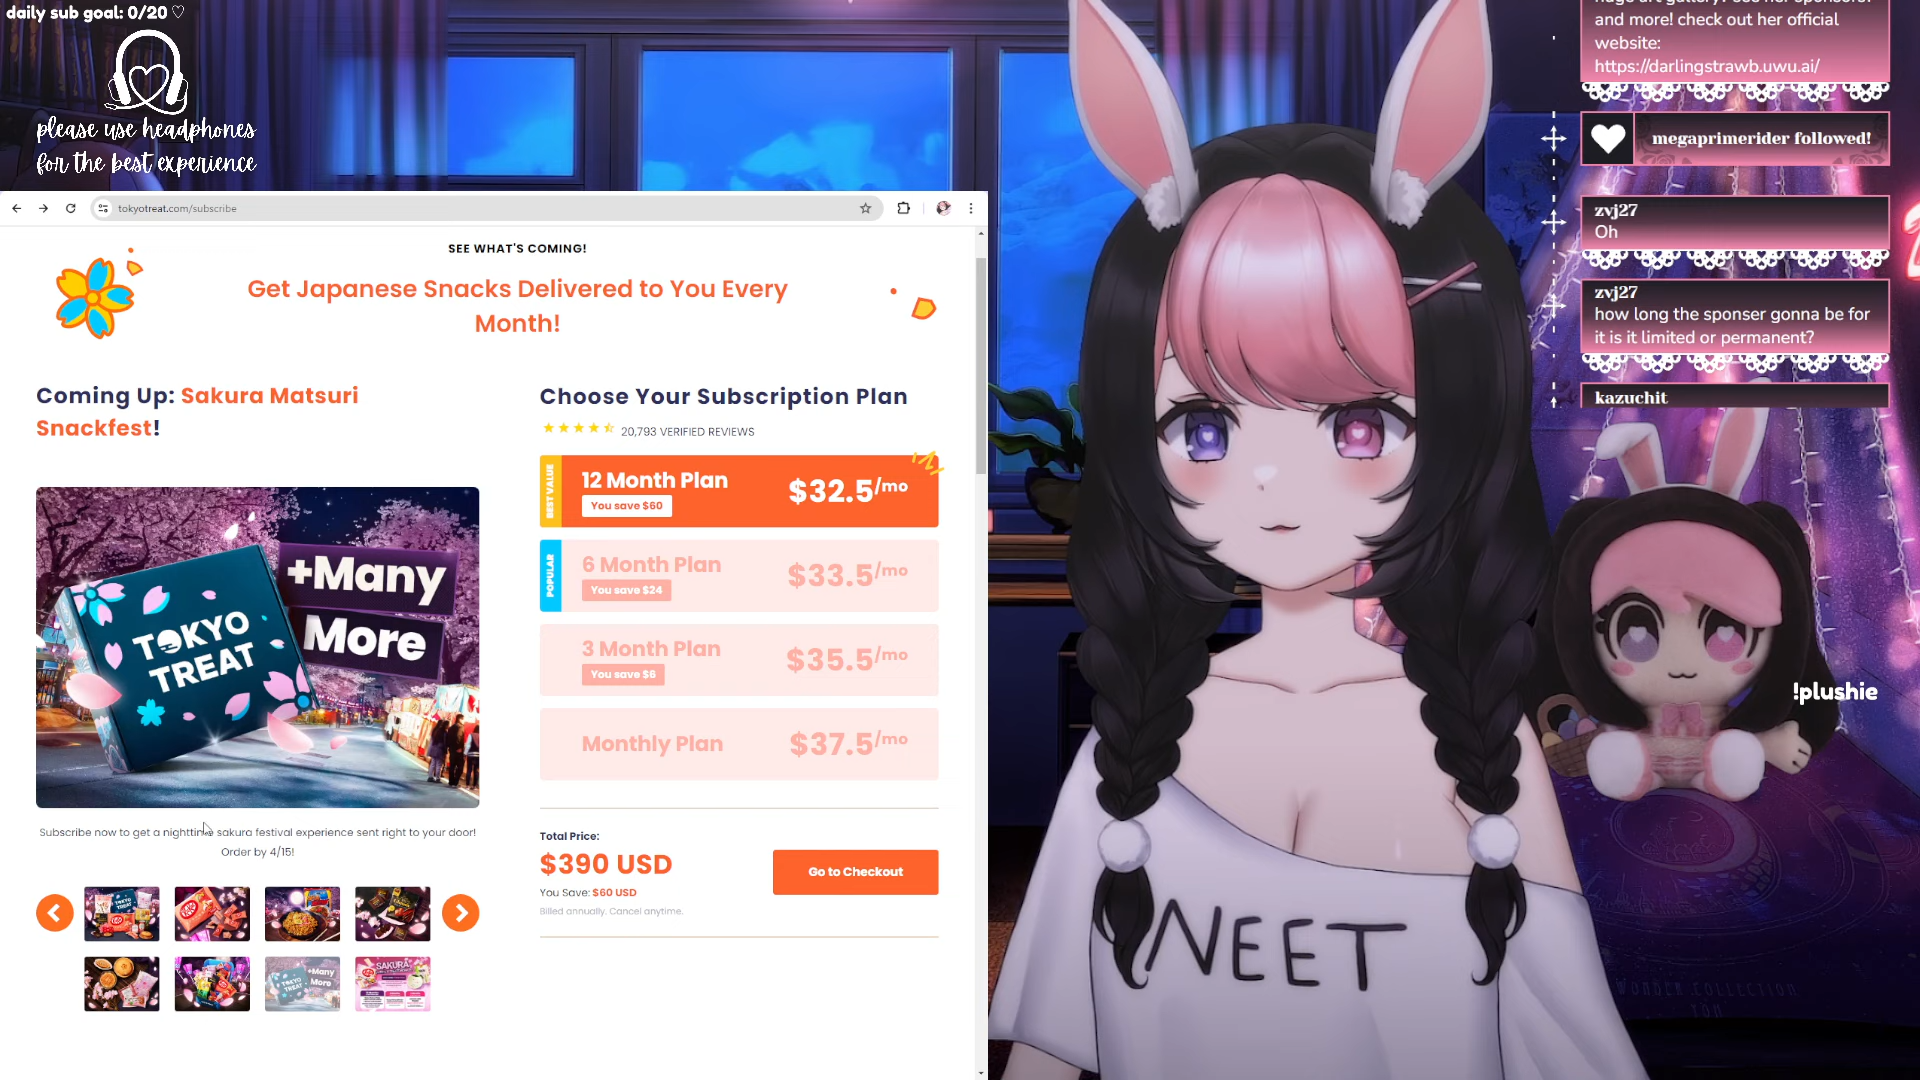 daily sub goal: 0/20 ♡
please use headphones
for the best experience
tokyotreat.com/subscribe
SEE WHAT'S COMING!
Get Japanese Snacks Delivered to You Every
Month!
Coming Up: Sakura Matsuri
Snackfest!
+Many
More
TOKYO
TREAT
Subscribe now to get a nighttime sakura festival experience sent right to your door!
Order by 4/15!
Choose Your Subscription Plan
20,793 VERIFIED REVIEWS
BEST VALUE
12 Month Plan
$32.5/mo
You save $60
POPULAR
6 Month Plan
$33.5/mo
You save $24
3 Month Plan
$35.5/mo
You save $6
Monthly Plan
$37.5/mo
Total Price:
$390 USD
Go to Checkout
You Save: $60 USD
Billed annually. Cancel anytime.
+Many
More
SAKURA
NEET
and more! check out her official
website:
https://darlingstrawb.uwu.ai/
megaprimerider followed!
zvj27
Oh
zvj27
how long the sponser gonna be for
it is it limited or permanent?
kazuchit
!plushie